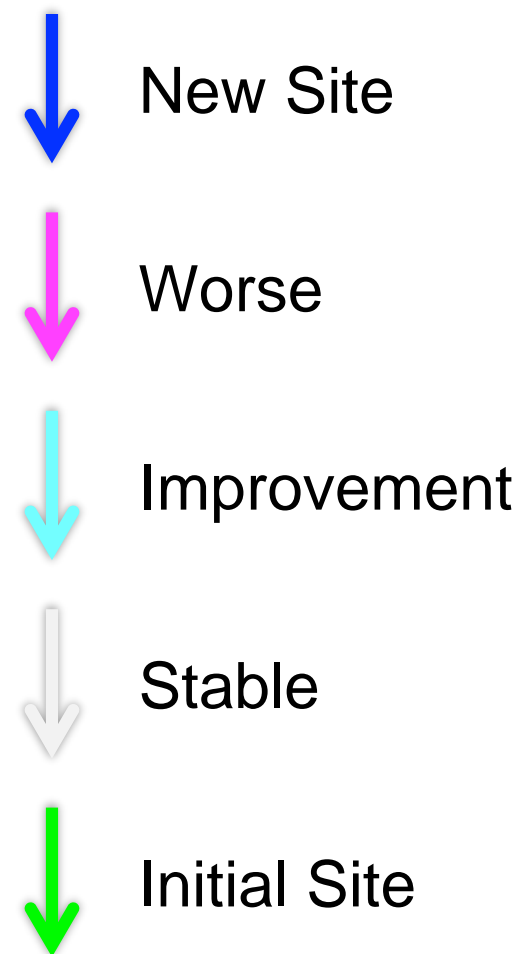 New Site
Worse
Improvement
Stable
Initial Site